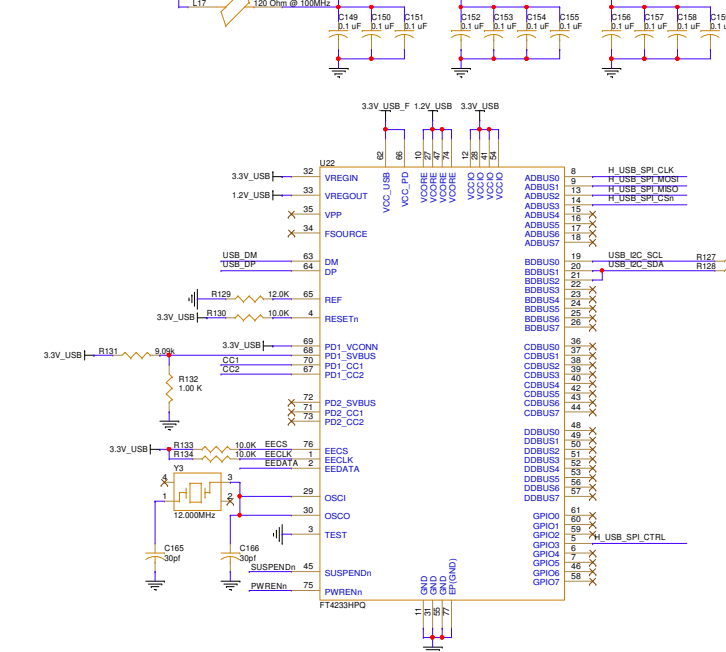 L17
120 Ohm @ 100MHz
C149
0.1 uF
C150
0.1 uF
C151
0.1 uF
C152
0.1 uF
C153
0.1 uF
C154
0.1 uF
C155
0.1 uF
C156
0.1 uF
C157
0.1 uF
C158
0.1 uF
0.1
3.3V_USB_F 1.2V_USB 3.3V_USB
62 66 10 27 47 74 12 28 41 54
U22
VCC_USB VCC_PD VCORE VCORE VCORE VCORE VCCIO VCCIO VCCIO VCCIO
3.3V_USB 32 VREGIN
1.2V_USB 33 VREGOUT
35 VPP
34 FSOURCE
USB_DM 63 DM
USB_DP 64 DP
R129 12.0K 65 REF
3.3V_USB R130 10.0K 4 RESETn
3.3V_USB 69 PD1_VCONN
3.3V_USB R131 9.09k 68 PD1_SVBUS
CC1 70 PD1_CC1
CC2 67 PD1_CC2
R132
1.00 K
72 PD2_SVBUS
71 PD2_CC1
73 PD2_CC2
3.3V_USB R133 10.0K EECS 76 EECS
R134 10.0K EECLK 1 EECLK
EEDATA 2 EEDATA
Y3
4 3
1 2
12.000MHz
29 OSCI
30 OSCO
3 TEST
C165
30pf
C166
30pf
SUSPENDn 45 SUSPENDn
PWRENn 75 PWRENn
FT4233HPQ
GND GND GND EP(GND)
11 31 55 77
ADBUS0 8 H_USB_SPI_CLK
ADBUS1 9 H_USB_SPI_MOSI
ADBUS2 13 H_USB_SPI_MISO
ADBUS3 14 H_USB_SPI_CSn
ADBUS4 15
ADBUS5 16
ADBUS6 17
ADBUS7 18
BDBUS0 19 USB_I2C_SCL R127
BDBUS1 20 USB_I2C_SDA R128
BDBUS2 21
BDBUS3 22
BDBUS4 23
BDBUS5 24
BDBUS6 25
BDBUS7 26
CDBUS0 36
CDBUS1 37
CDBUS2 38
CDBUS3 39
CDBUS4 40
CDBUS5 42
CDBUS6 43
CDBUS7 44
DDBUS0 48
DDBUS1 49
DDBUS2 50
DDBUS3 51
DDBUS4 52
DDBUS5 53
DDBUS6 56
DDBUS7 57
GPIO0 61
GPIO1 60
GPIO2 59
GPIO3 5 H_USB_SPI_CTRL
GPIO4 6
GPIO5 7
GPIO6 46
GPIO7 58